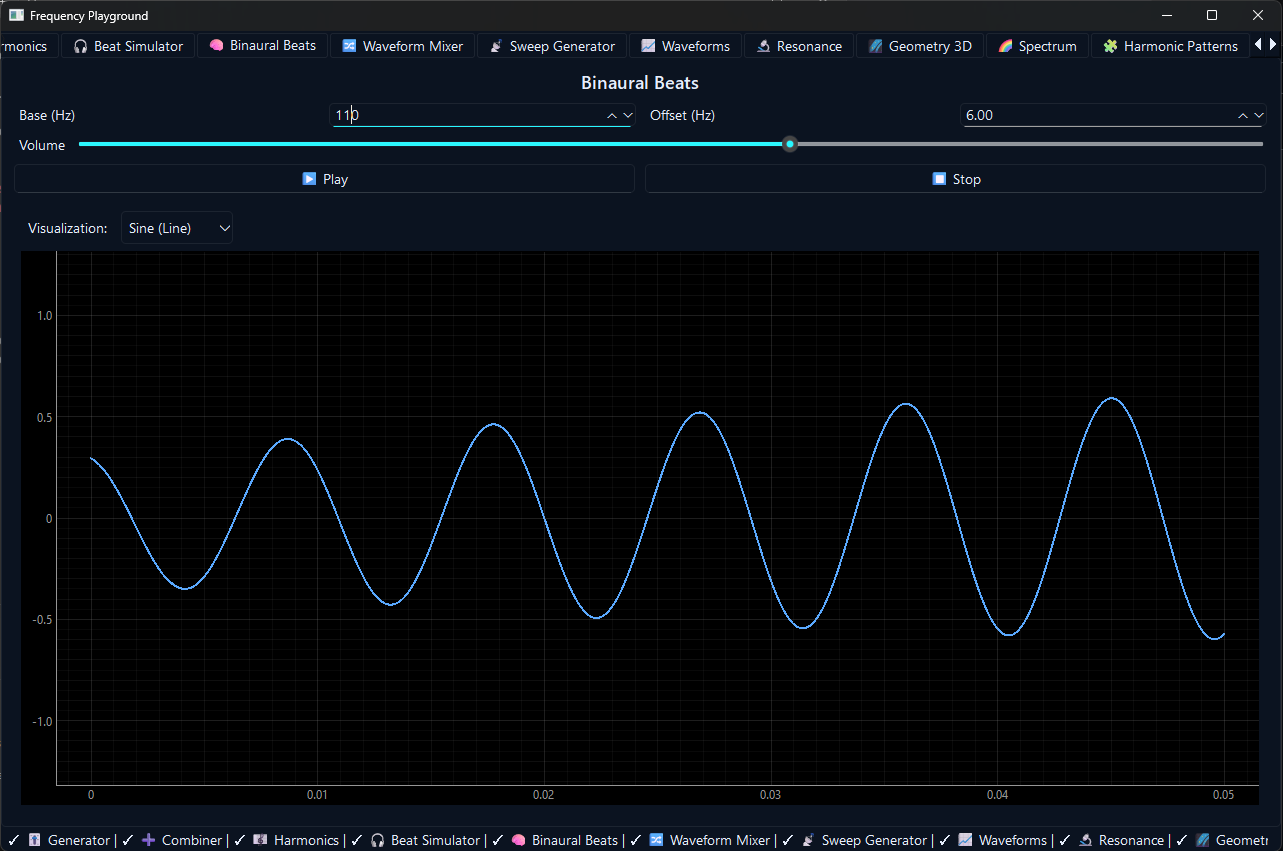 Frequency Playground
monics Beat Simulator Binaural Beats Waveform Mixer Sweep Generator Waveforms Resonance Geometry 3D Spectrum Harmonic Patterns
Binaural Beats
Base (Hz) 110 Offset (Hz) 6.00
Volume
Play Stop
Visualization: Sine (Line)
1.0
0.5
0
-0.5
-1.0
0 0.01 0.02 0.03 0.04 0.05
✓ Generator | ✓ Combiner | ✓ Harmonics | ✓ Beat Simulator | ✓ Binaural Beats | ✓ Waveform Mixer | ✓ Sweep Generator | ✓ Waveforms | ✓ Resonance | ✓ Geometr